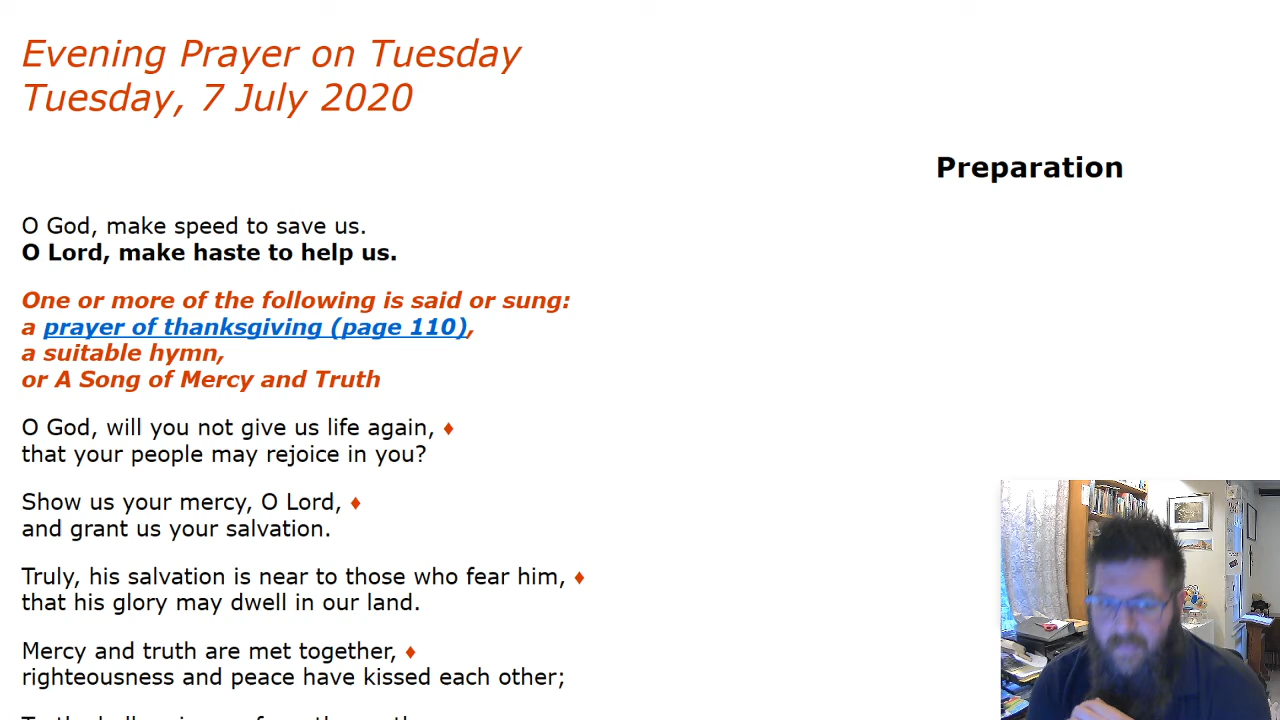 Evening Prayer on Tuesday
Tuesday, 7 July 2020
Preparation
O God, make speed to save us.
O Lord, make haste to help us.
One or more of the following is said or sung:
a prayer of thanksgiving (page 110),
a suitable hymn,
or A Song of Mercy and Truth
O God, will you not give us life again, ♦
that your people may rejoice in you?
Show us your mercy, O Lord, ♦
and grant us your salvation.
Truly, his salvation is near to those who fear him, ♦
that his glory may dwell in our land.
Mercy and truth are met together, ♦
righteousness and peace have kissed each other;